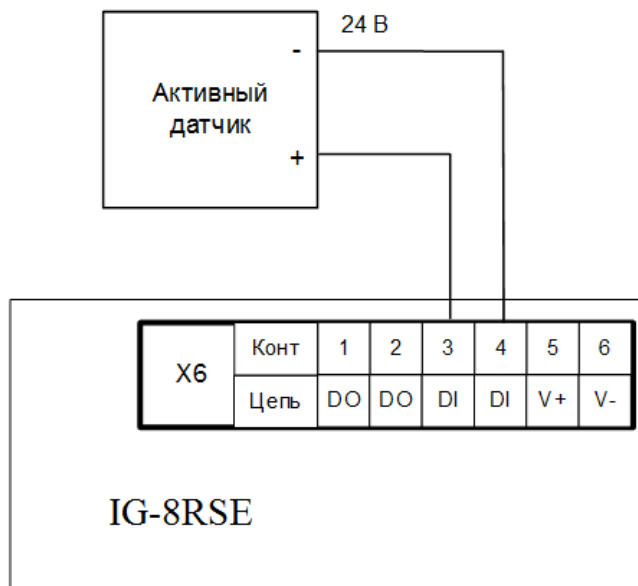 24 В
-
Активный
датчик
+
X6
Конт 1 2 3 4 5 6
Цепь DO DO DI DI V+ V-
IG-8RSE